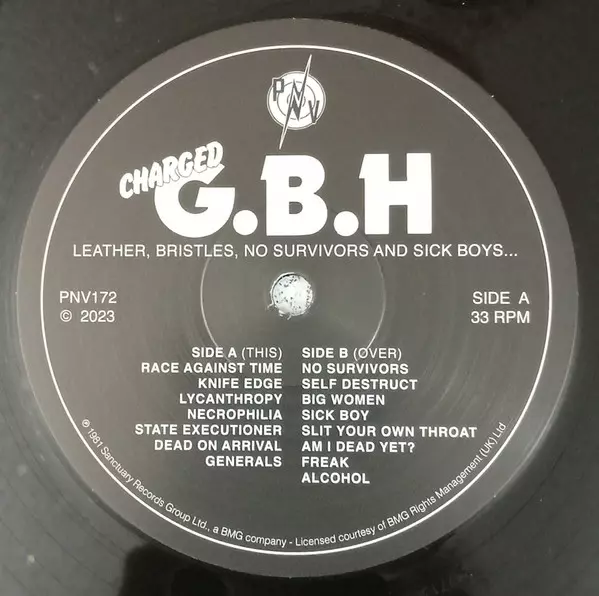 PNV
CHARGED
G.B.H
LEATHER, BRISTLES, NO SURVIVORS AND SICK BOYS...
PNV172
© 2023
SIDE A
33 RPM
SIDE A (THIS)
RACE AGAINST TIME
KNIFE EDGE
LYCANTHROPY
NECROPHILIA
STATE EXECUTIONER
DEAD ON ARRIVAL
GENERALS
SIDE B (OVER)
NO SURVIVORS
SELF DESTRUCT
BIG WOMEN
SICK BOY
SLIT YOUR OWN THROAT
AM I DEAD YET?
FREAK
ALCOHOL
℗ 1981 Sanctuary Records Group Ltd., a BMG company - Licensed courtesy of BMG Rights Management (UK) Ltd